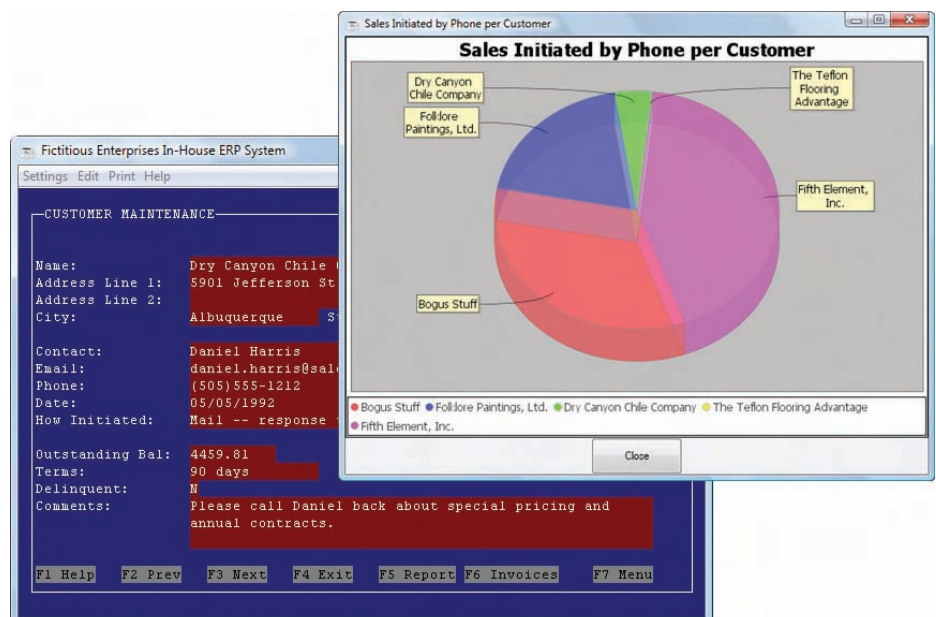 Sales Initiated by Phone per Customer
Sales Initiated by Phone per Customer
Dry Canyon
Chile Company
The Teflon
Flooring
Advantage
Folklore
Paintings, Ltd.
Fifth Element,
Inc.
Bogus Stuff
Bogus Stuff Folklore Paintings, Ltd. Dry Canyon Chile Company The Teflon Flooring Advantage
Fifth Element, Inc.
Close
Fictitious Enterprises In-House ERP System
Settings Edit Print Help
CUSTOMER MAINTENANCE
Name: Dry Canyon Chile
Address Line 1: 5901 Jefferson St
Address Line 2:
City: Albuquerque
Contact: Daniel Harris
Email: daniel.harris@sal
Phone: (505)555-1212
Date: 05/05/1992
How Initiated: Mail -- response
Outstanding Bal: 4459.81
Terms: 90 days
Delinquent: N
Comments: Please call Daniel back about special pricing and
annual contracts.
F1 Help F2 Prev F3 Next F4 Exit F5 Report F6 Invoices F7 Menu